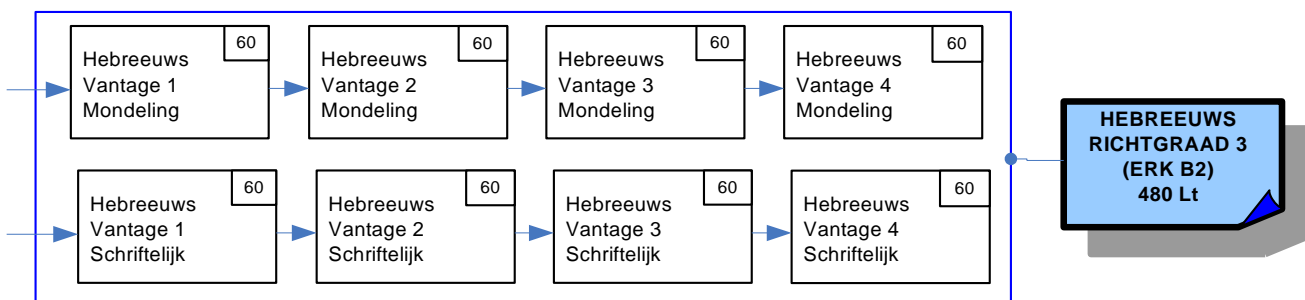 60
Hebreeuws
Vantage 1
Mondeling
60
Hebreeuws
Vantage 2
Mondeling
60
Hebreeuws
Vantage 3
Mondeling
60
Hebreeuws
Vantage 4
Mondeling
60
Hebreeuws
Vantage 1
Schriftelijk
60
Hebreeuws
Vantage 2
Schriftelijk
60
Hebreeuws
Vantage 3
Schriftelijk
60
Hebreeuws
Vantage 4
Schriftelijk
HEBREEUWS
RICHTGRAAD 3
(ERK B2)
480 Lt